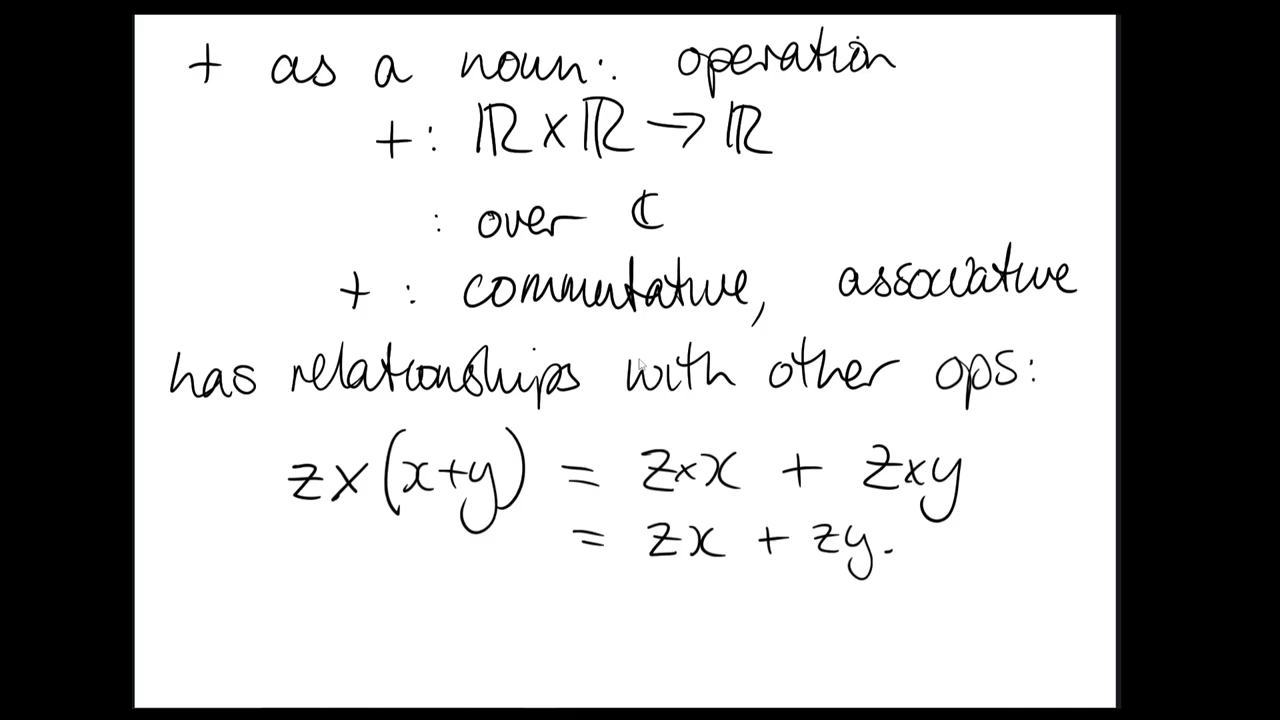 + as a noun: operation
+: ℝ×ℝ → ℝ
: over ℂ
+ : commutative, associative
has relationships with other ops:
z×(x+y) = z×x + z×y
= zx + zy.